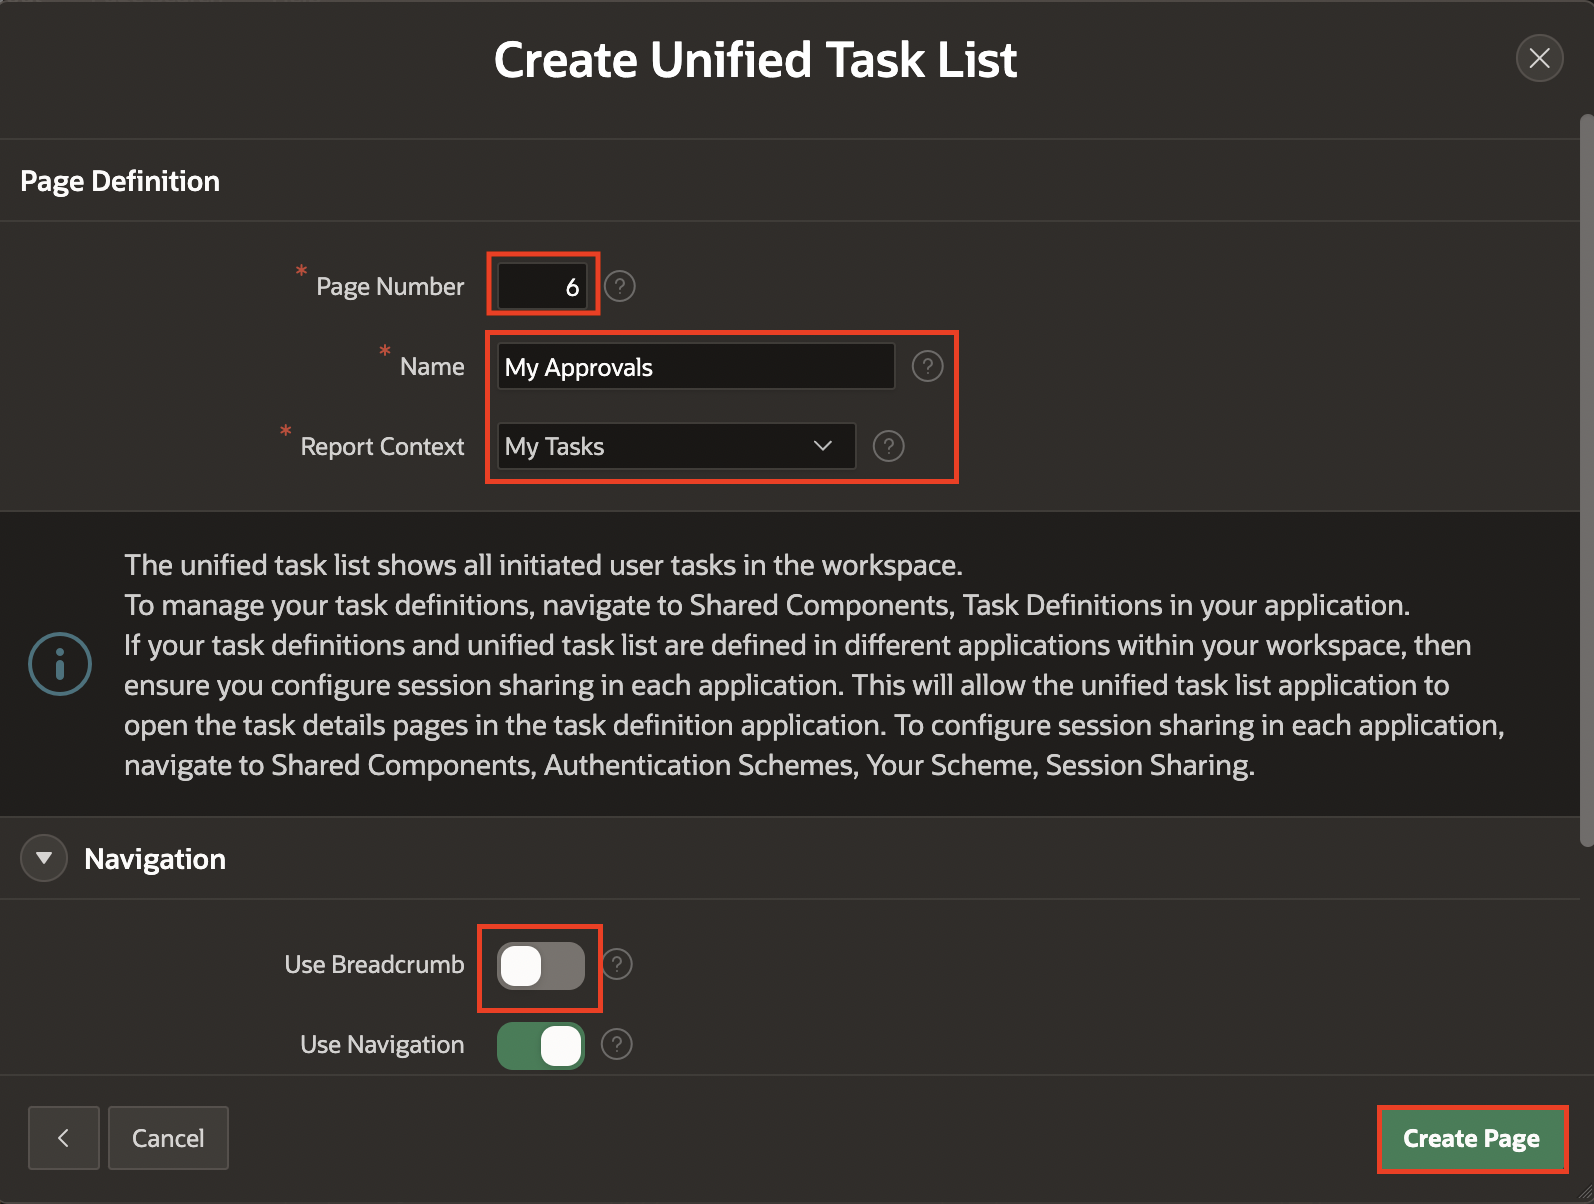 Create Unified Task List
Page Definition
* Page Number 6 ?
* Name My Approvals ?
* Report Context My Tasks ?
The unified task list shows all initiated user tasks in the workspace.
To manage your task definitions, navigate to Shared Components, Task Definitions in your application.
If your task definitions and unified task list are defined in different applications within your workspace, then
ensure you configure session sharing in each application. This will allow the unified task list application to
open the task details pages in the task definition application. To configure session sharing in each application,
navigate to Shared Components, Authentication Schemes, Your Scheme, Session Sharing.
Navigation
Use Breadcrumb ?
Use Navigation ?
Cancel Create Page